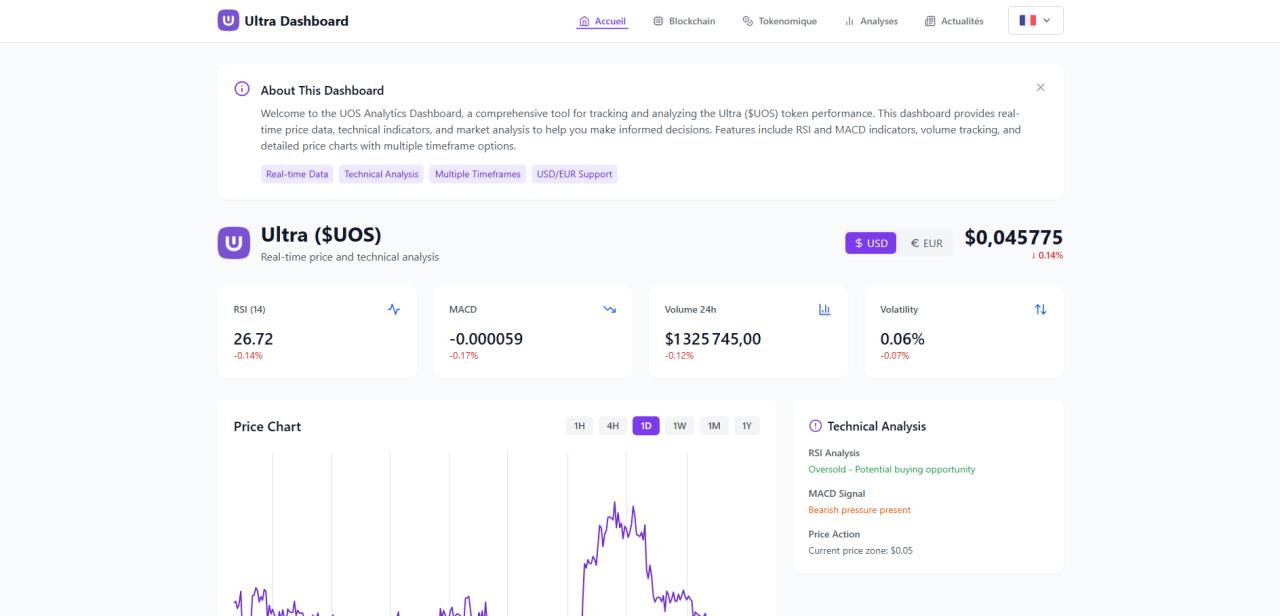 Ultra Dashboard
Accueil
Blockchain
Tokenomique
Analyses
Actualités
About This Dashboard
Welcome to the UOS Analytics Dashboard, a comprehensive tool for tracking and analyzing the Ultra ($UOS) token performance. This dashboard provides real-
time price data, technical indicators, and market analysis to help you make informed decisions. Features include RSI and MACD indicators, volume tracking, and
detailed price charts with multiple timeframe options.
Real-time Data
Technical Analysis
Multiple Timeframes
USD/EUR Support
Ultra ($UOS)
Real-time price and technical analysis
$ USD
€ EUR
$0,045775
↓ 0.14%
RSI (14)
26.72
-0.14%
MACD
-0.000059
-0.17%
Volume 24h
$1 325 745,00
-0.12%
Volatility
0.06%
-0.07%
Price Chart
1H
4H
1D
1W
1M
1Y
Technical Analysis
RSI Analysis
Oversold - Potential buying opportunity
MACD Signal
Bearish pressure present
Price Action
Current price zone: $0,05